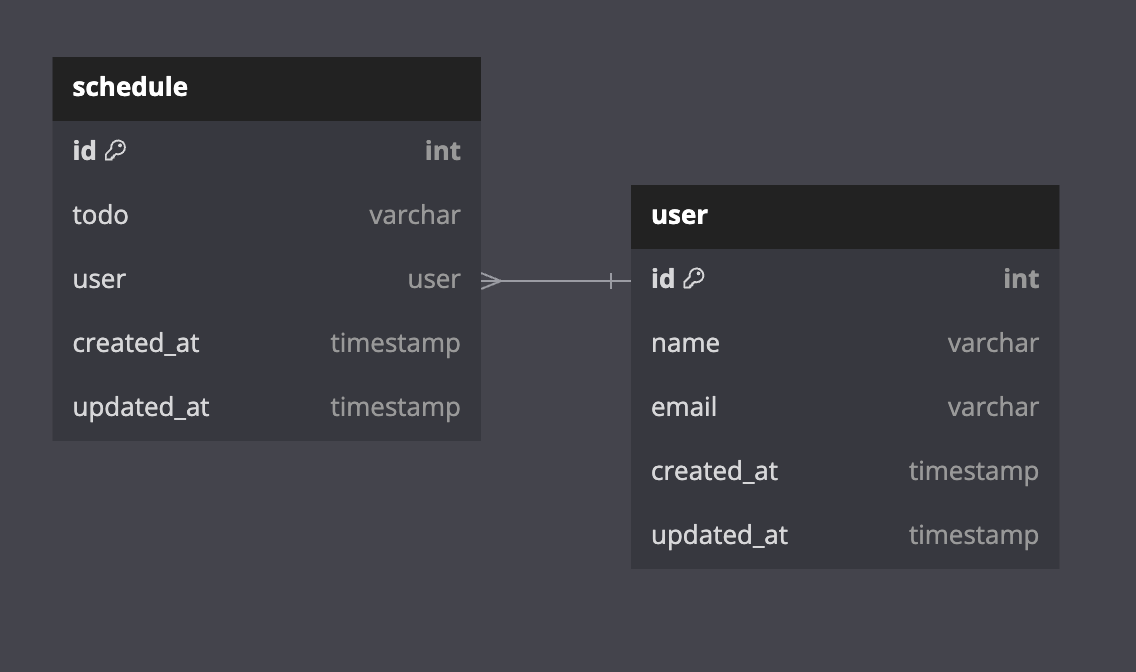 schedule
id int
todo varchar
user user
created_at timestamp
updated_at timestamp
user
id int
name varchar
email varchar
created_at timestamp
updated_at timestamp